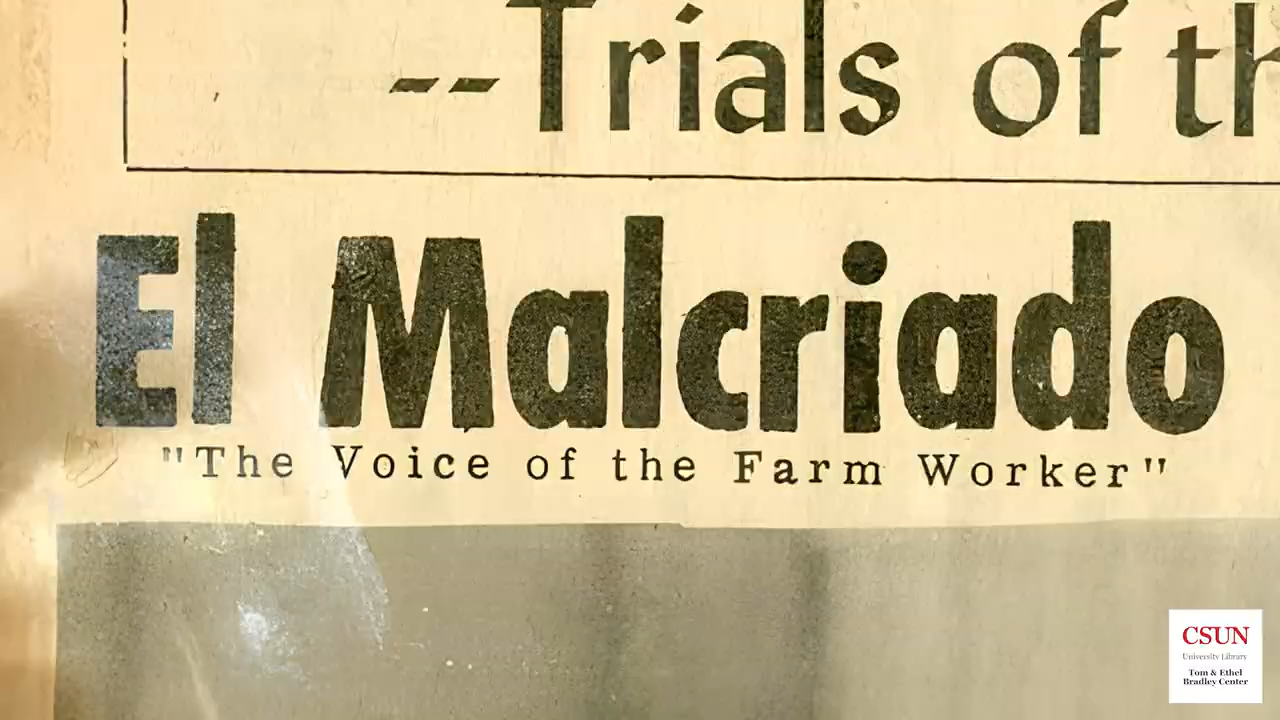 --Trials of th
El Malcriado
"The Voice of the Farm Worker"
CSUN
University Library
Tom & Ethel
Bradley Center